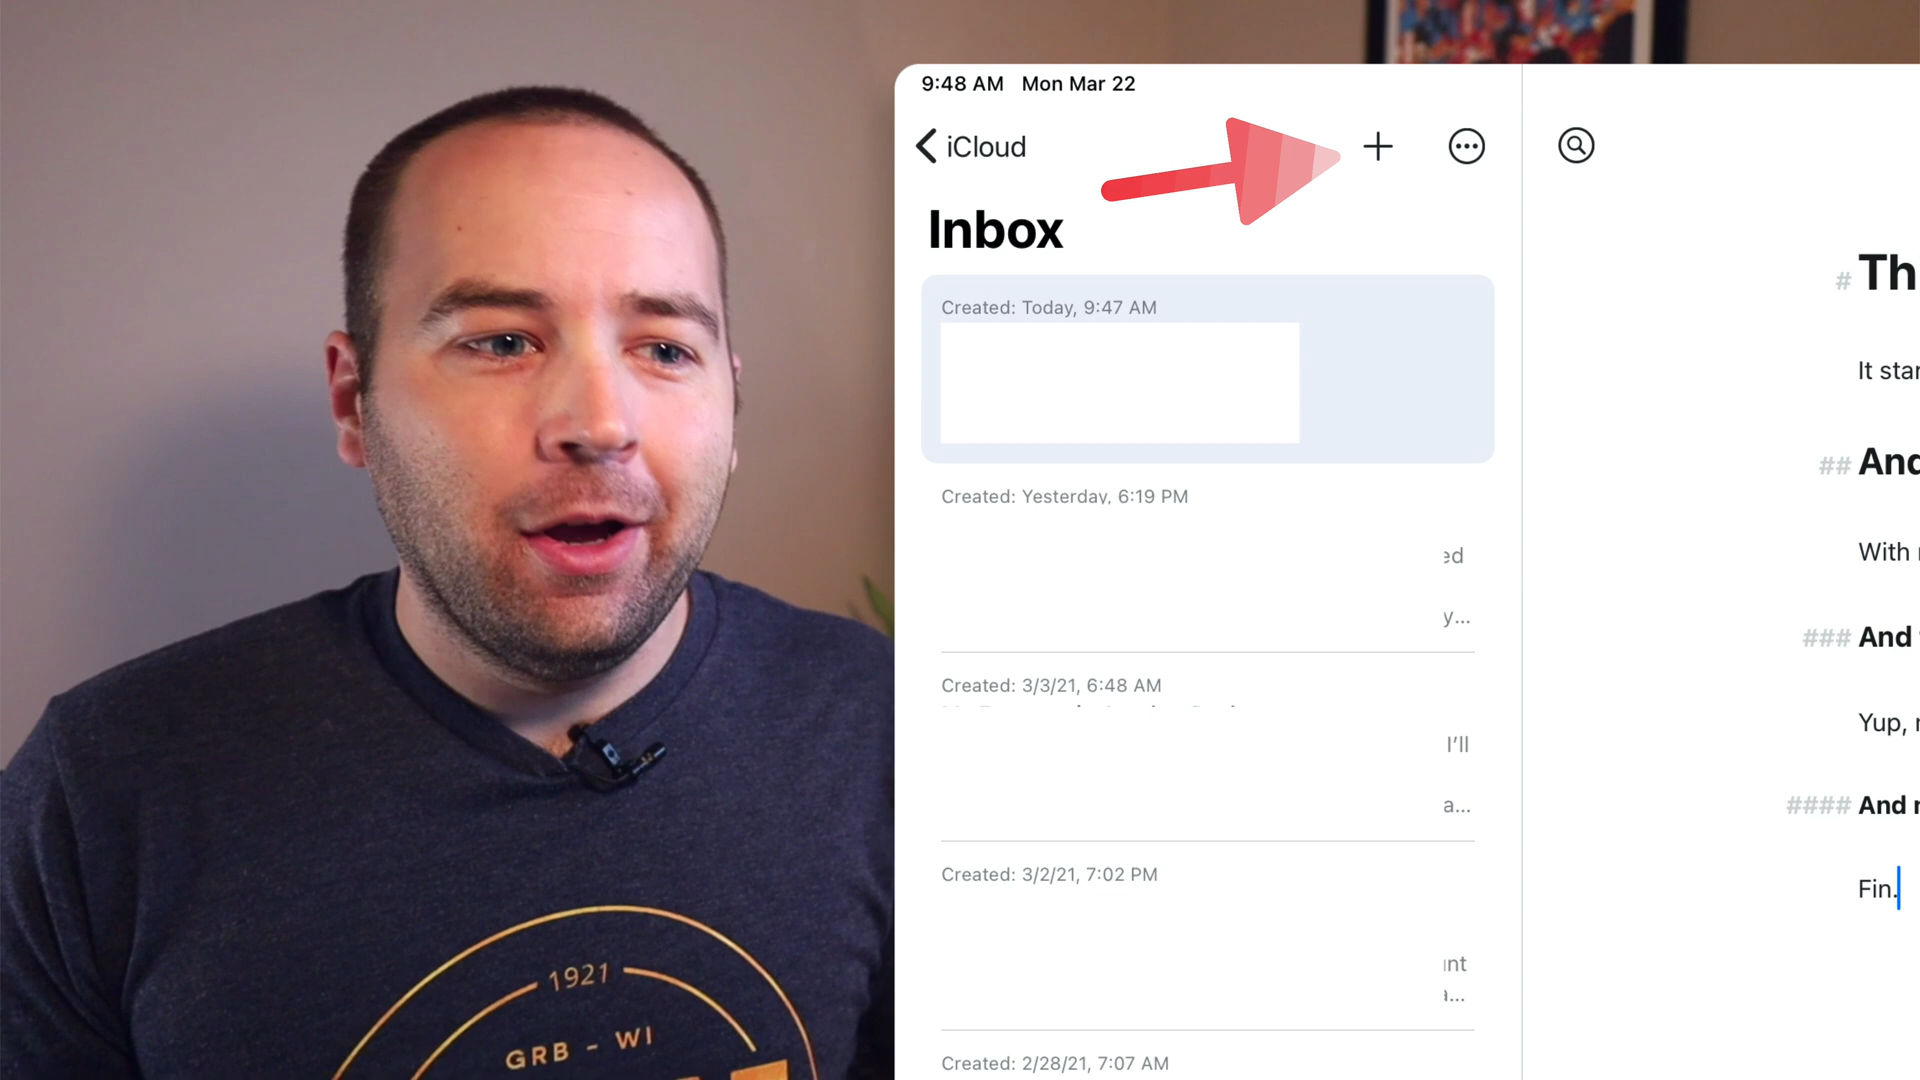 9:48 AM Mon Mar 22
iCloud
Inbox
Created: Today, 9:47 AM
Created: Yesterday, 6:19 PM
ed
y...
Created: 3/3/21, 6:48 AM
I'll
a...
Created: 3/2/21, 7:02 PM
Created: 2/28/21, 7:07 AM
# Th
It star
## And
With
### And
Yup,
#### And
Fin.
1921
GRB - WI